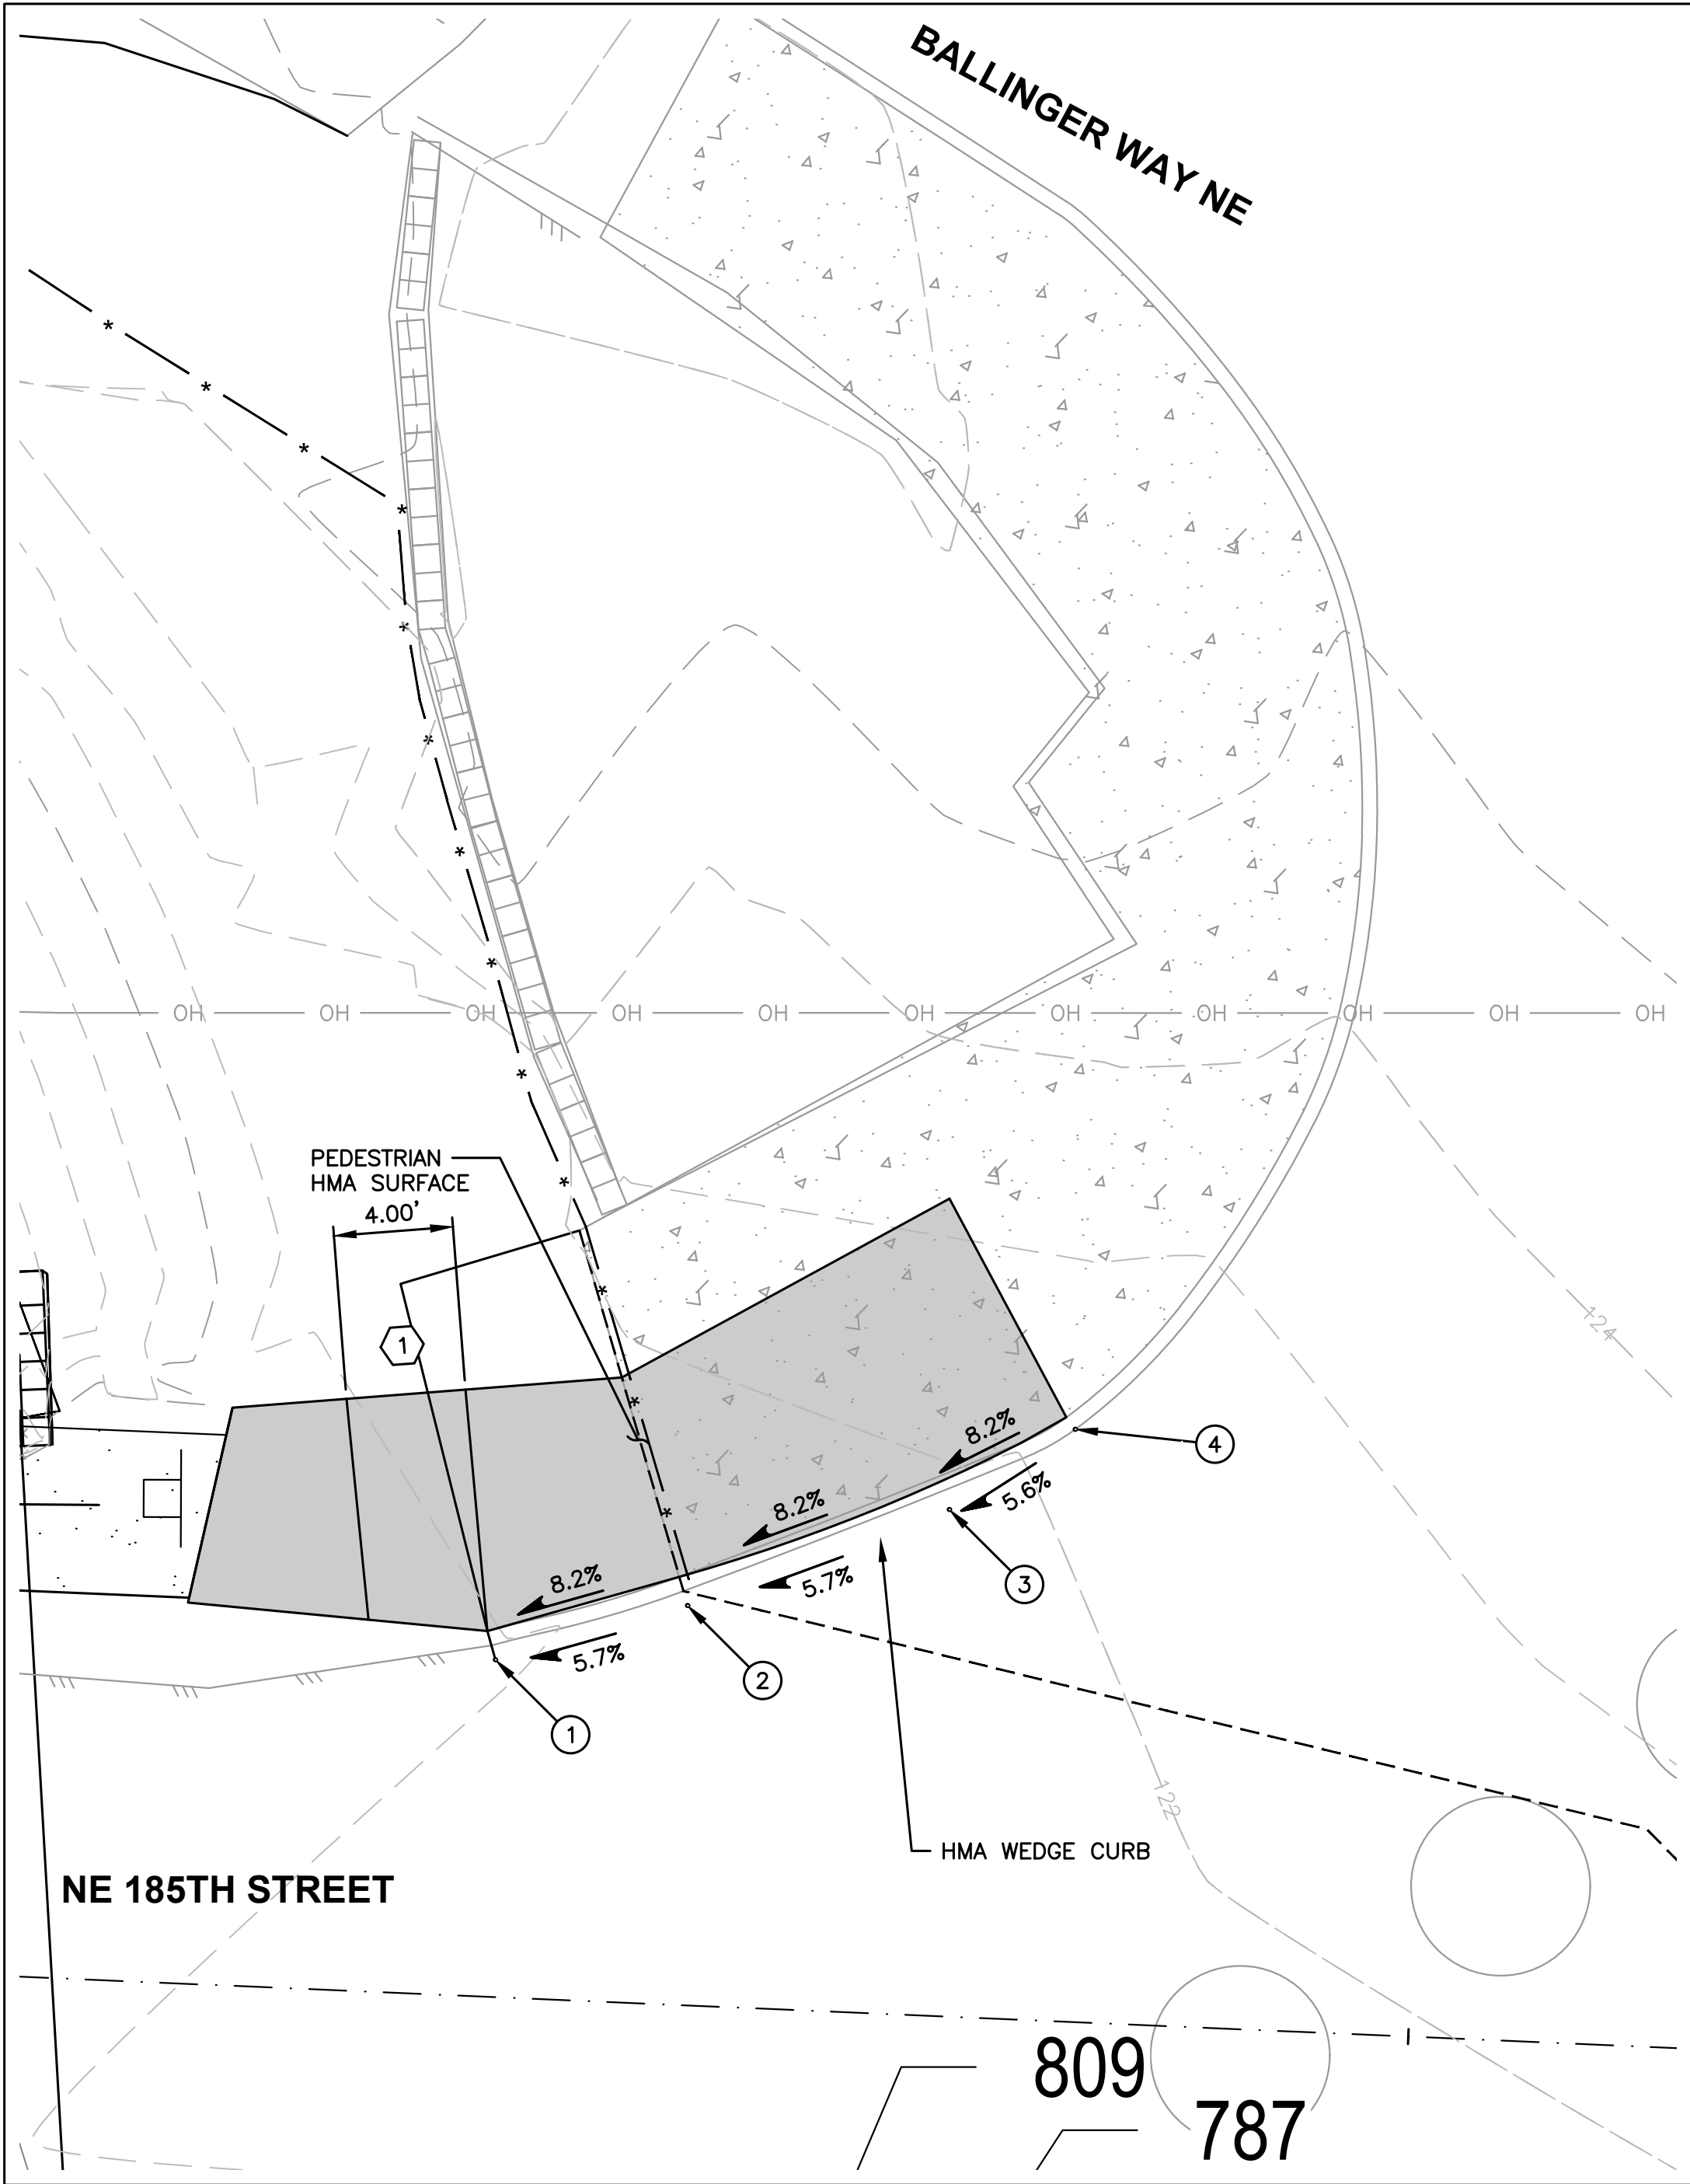 BALLINGER WAY NE
OH OH OH OH OH OH OH OH OH OH OH
PEDESTRIAN
HMA SURFACE
4.00'
1
124
8.2%
4
8.2%
5.6%
3
8.2%
5.7%
5.7%
2
1
122
HMA WEDGE CURB
NE 185TH STREET
809
787